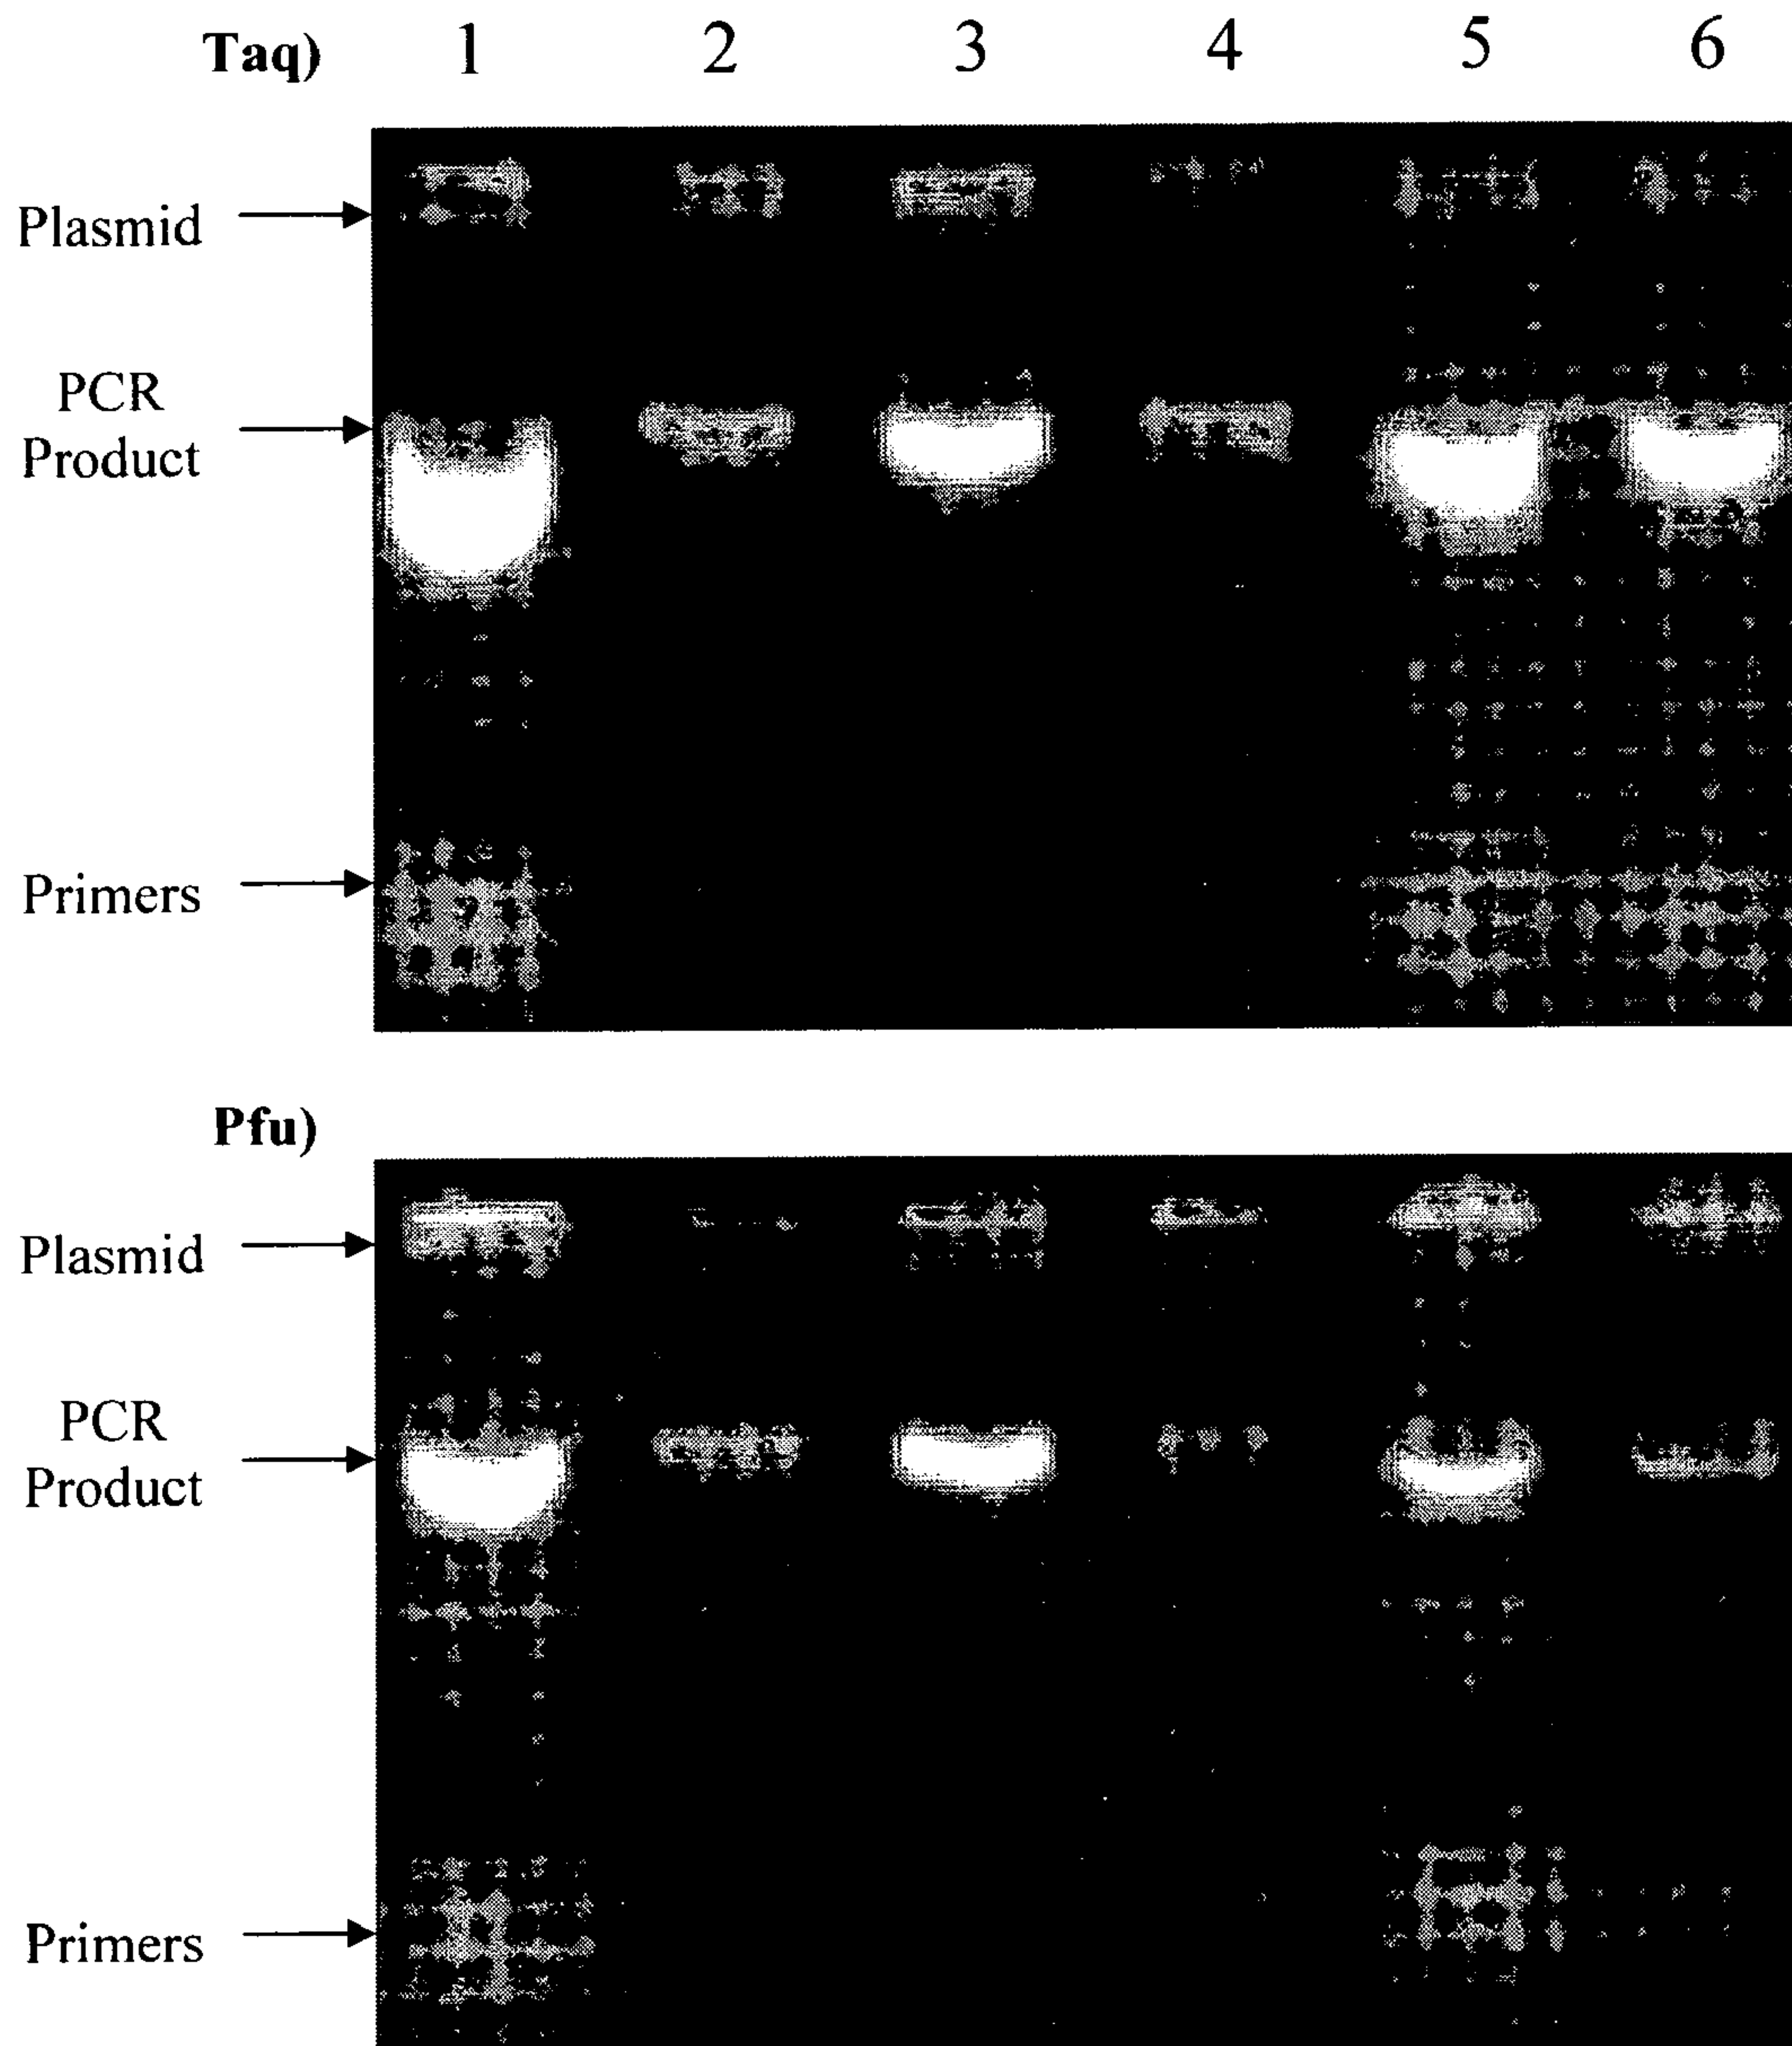 Taq) 1 2 3 4 5 6
Plasmid
PCR
Product
Primers
Pfu)
Plasmid
PCR
Product
Primers